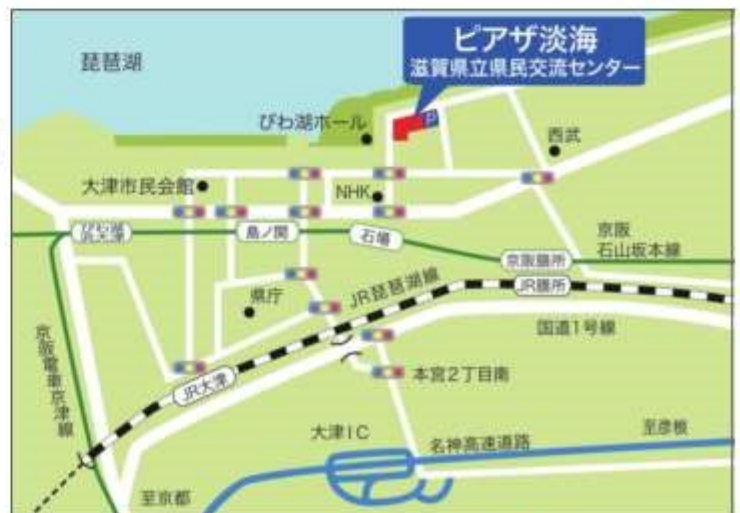 琵琶湖
ピアザ淡海
滋賀県立県民交流センター
P
びわ湖ホール
西武
大津市民会館
NHK
島ノ関
石場
京阪
石山坂本線
京阪膳所
JR膳所
JR琵琶湖線
県庁
国道1号線
京阪電車京津線
JR大津
本宮2丁目南
大津IC
名神高速道路
至彦根
至京都